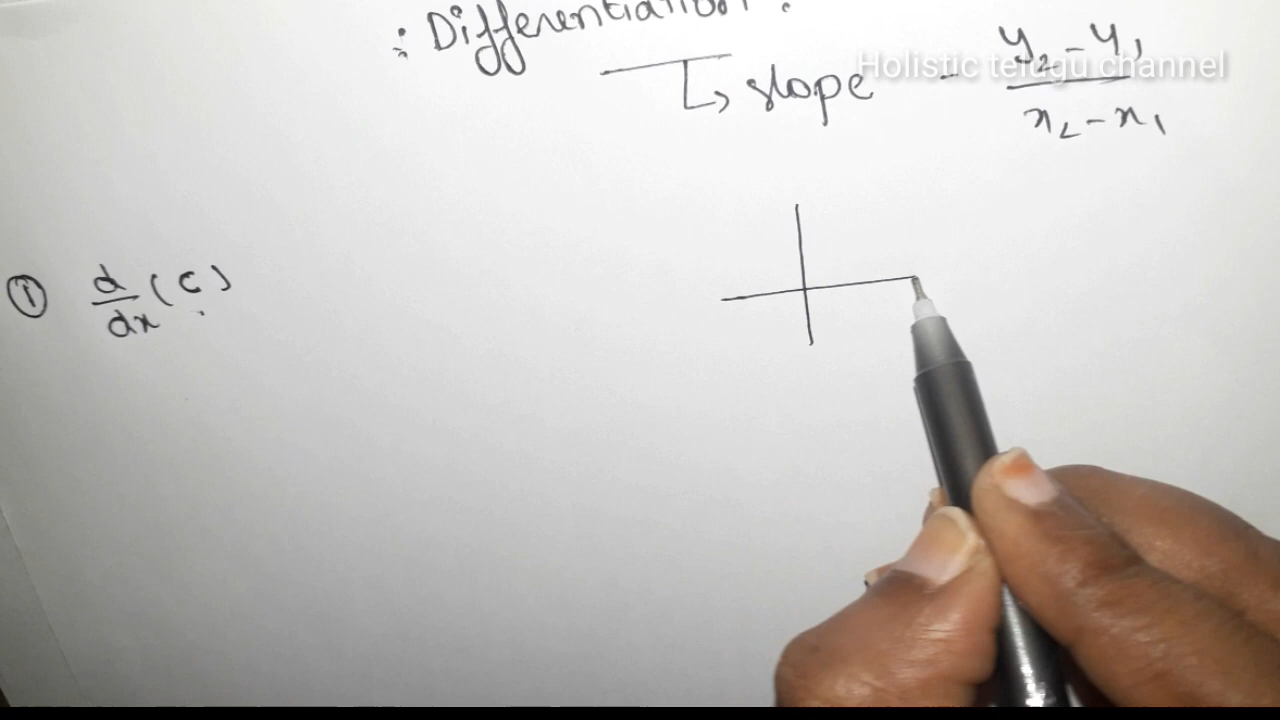 : Differentiation :
↳ slope - y₂-y₁ / x₂-x₁
Holistic telugu channel
① d/dx (c)